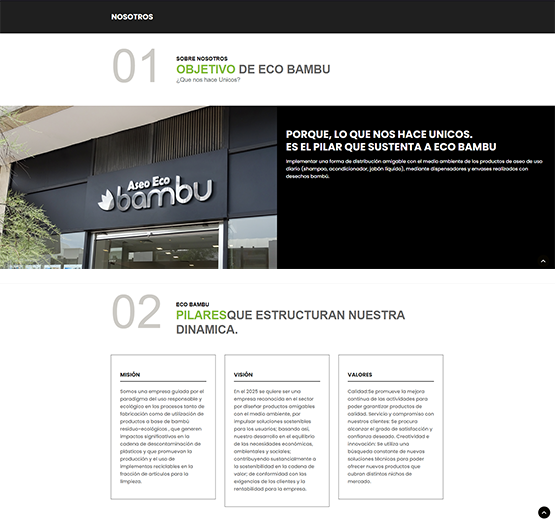 NOSOTROS
01
SOBRE NOSOTROS
OBJETIVO DE ECO BAMBU
¿Que nos hace Unicos?
Aseo Eco
bambu
PORQUE, LO QUE NOS HACE UNICOS.
ES EL PILAR QUE SUSTENTA A ECO BAMBU
Implementar una forma de distribución amigable con el medio ambiente de los productos de aseo de uso
diario (shampoo, acondicionador, jabón líquido), mediante dispensadores y envases realizados con
desechos bambú.
02
ECO BAMBU
PILARESQUE ESTRUCTURAN NUESTRA
DINAMICA.
MISIÓN
Somos una empresa guiada por el
paradigma del uso responsable y
ecológico en los procesos tanto de
fabricación como de utilización de
productos a base de bambú
residuo-ecológicos , que generen
impactos significativos en la
cadena de descontaminación de
plásticos y que promuevan la
producción y el uso de
implementos reciclables en la
fracción de artículos para la
limpieza.
VISIÓN
En el 2025 se quiere ser una
empresa reconocida en el sector
por diseñar productos amigables
con el medio ambiente, por
impulsar soluciones sostenibles
para los usuarios; basando así,
nuestro desarrollo en el equilibrio
de las necesidades económicas,
ambientales y sociales;
contribuyendo sustancialmente a
la sostenibilidad en la cadena de
valor; de conformidad con las
exigencias de los clientes y la
rentabilidad para la empresa.
VALORES
Calidad:Se promueve la mejora
continua de las actividades para
poder garantizar productos de
calidad. Servicio y compromiso con
nuestros clientes: Se procura
alcanzar el grado de satisfacción y
confianza deseado. Creatividad e
innovación: Se utiliza una
búsqueda constante de nuevas
soluciones técnicas para poder
ofrecer nuevos productos que
cubran distintos nichos de
mercado.